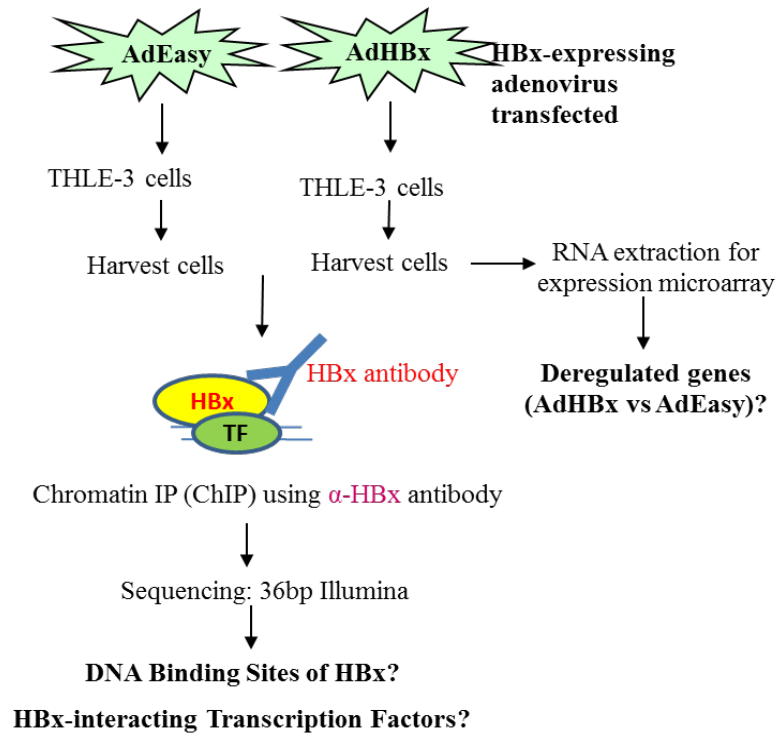 AdEasy
AdHBx
HBx-expressing
adenovirus
transfected
THLE-3 cells
THLE-3 cells
Harvest cells
Harvest cells
RNA extraction for
expression microarray
Deregulated genes
(AdHBx vs AdEasy)?
HBx antibody
HBx
TF
Chromatin IP (ChIP) using α-HBx antibody
Sequencing: 36bp Illumina
DNA Binding Sites of HBx?
HBx-interacting Transcription Factors?